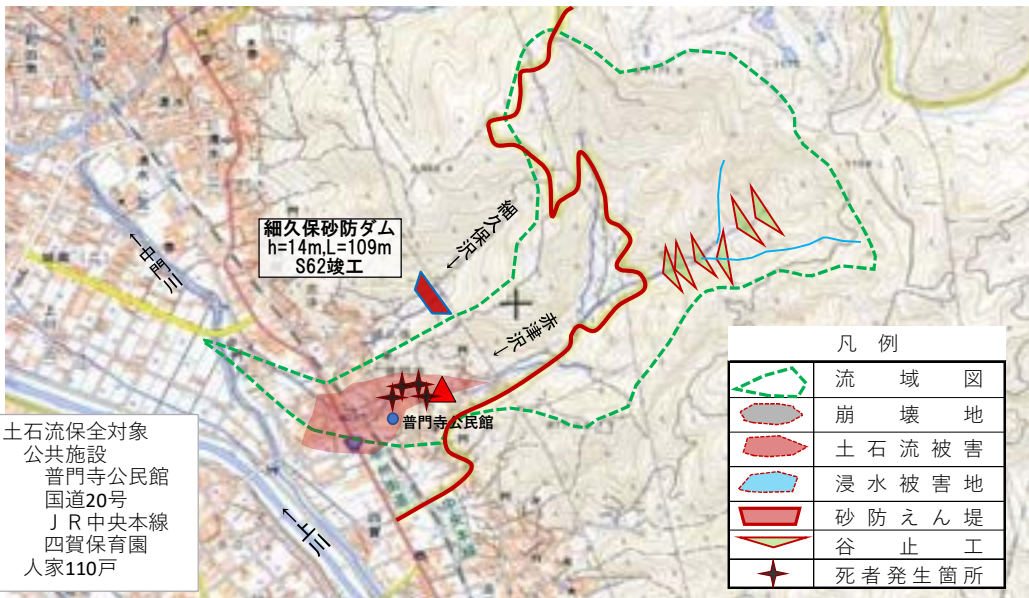 細久保砂防ダム
h=14m,L=109m
S62竣工
細久保沢→
赤津沢→
←中門川
←上川
普門寺公民館
土石流保全対象
公共施設
普門寺公民館
国道20号
JR中央本線
四賀保育園
人家110戸
凡例
流域図
崩壊地
土石流被害
浸水被害地
砂防えん堤
谷止工
死者発生箇所